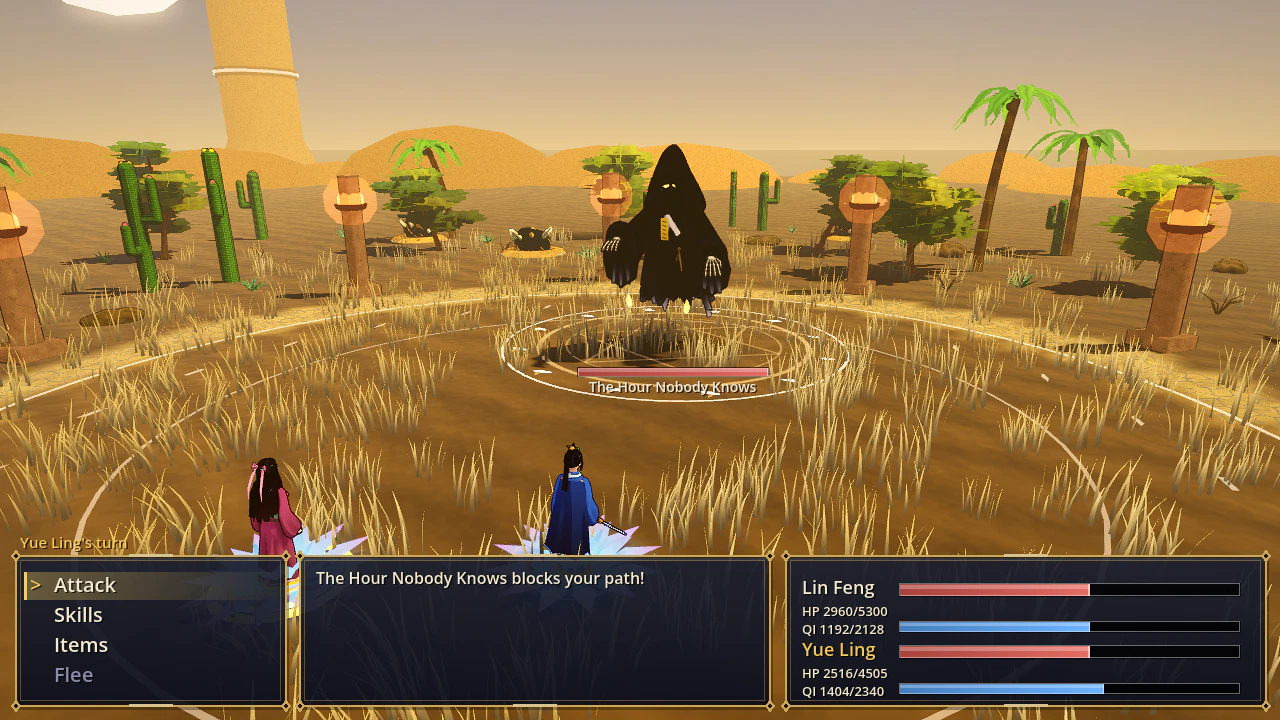 The Hour Nobody Knows
Yue Ling's turn
> Attack
Skills
Items
Flee
The Hour Nobody Knows blocks your path!
Lin Feng
HP 2960/5300
QI 1192/2128
Yue Ling
HP 2516/4505
QI 1404/2340